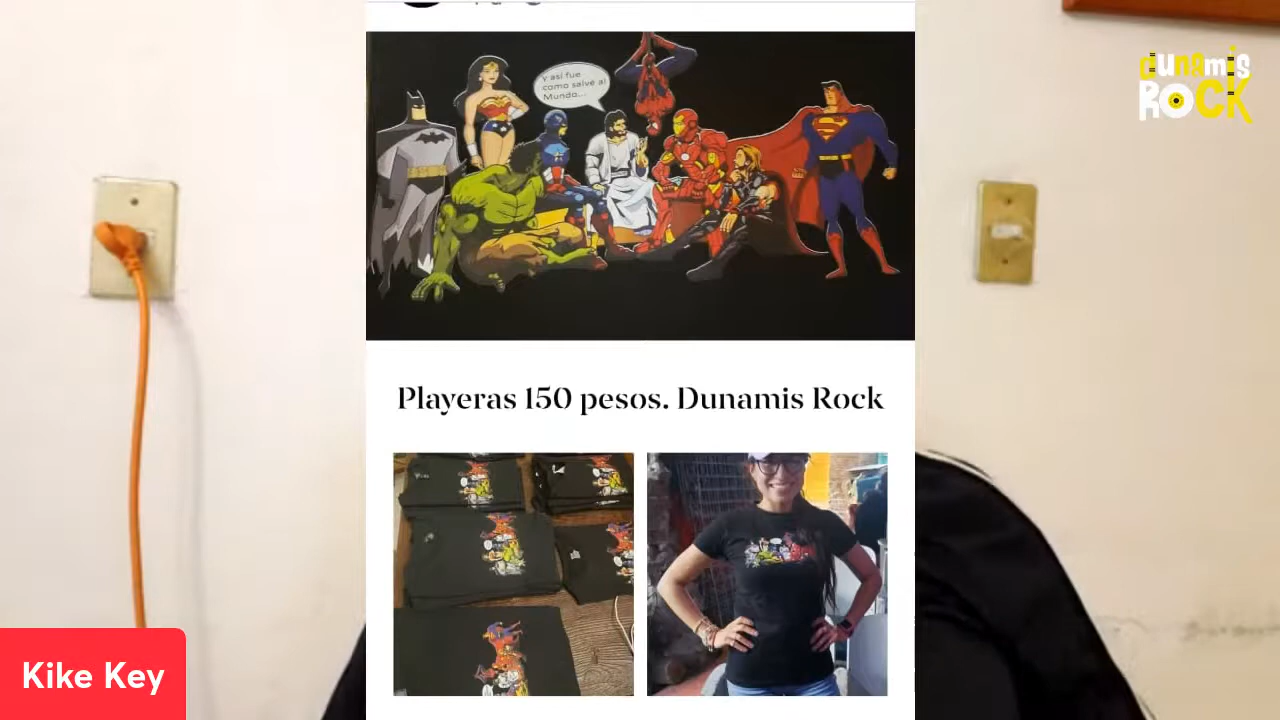 Y así fue
como salvé al
Mundo...
dunamis
ROCK
Playeras 150 pesos. Dunamis Rock
Kike Key